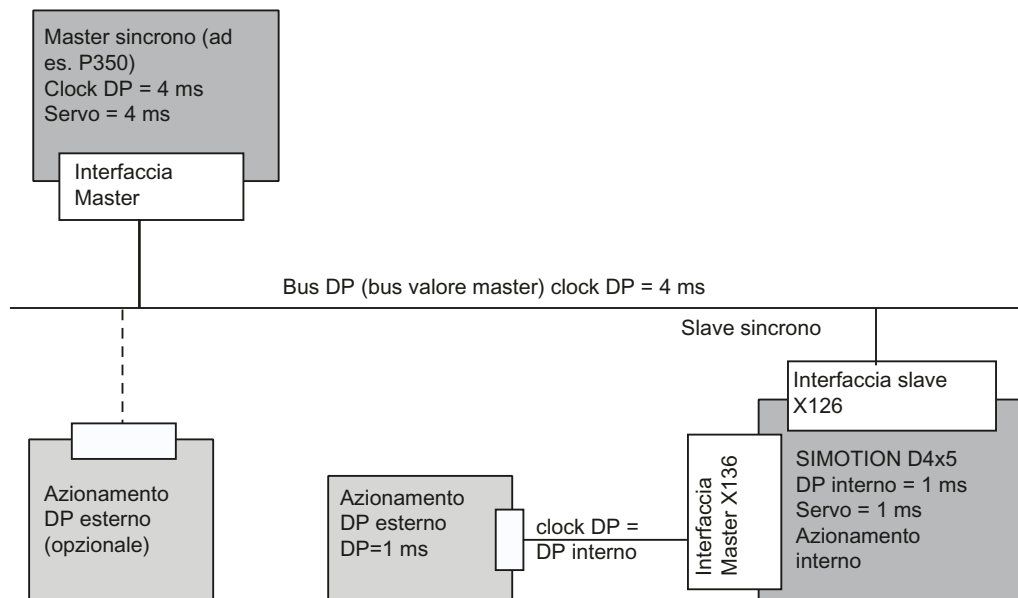 Master sincrono (ad
es. P350)
Clock DP = 4 ms
Servo = 4 ms
Interfaccia
Master
Bus DP (bus valore master) clock DP = 4 ms
Slave sincrono
Interfaccia slave
X126
Azionamento
DP esterno
(opzionale)
Azionamento
DP esterno
DP=1 ms
clock DP =
DP interno
Interfaccia
Master X136
SIMOTION D4x5
DP interno = 1 ms
Servo = 1 ms
Azionamento
interno